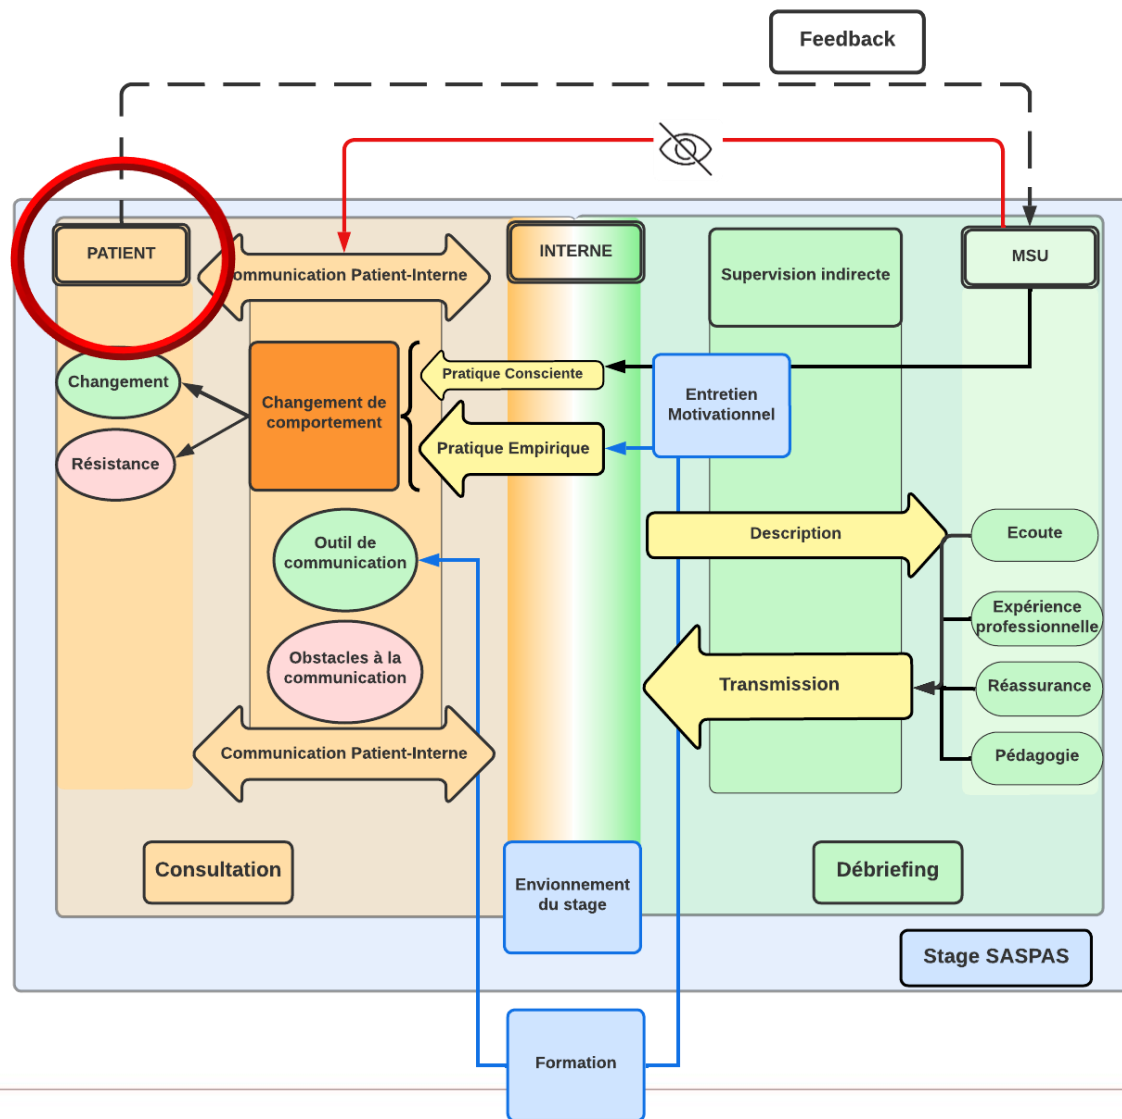 Feedback
PATIENT
ommunication Patient-Interne
INTERNE
Supervision indirecte
MSU
Changement
Résistance
Changement de
comportement
Pratique Consciente
Pratique Empirique
Entretien
Motivationnel
Outil de
communication
Obstacles à la
communication
Description
Transmission
Ecoute
Expérience
professionnelle
Réassurance
Pédagogie
Communication Patient-Interne
Consultation
Envionnement
du stage
Débriefing
Stage SASPAS
Formation